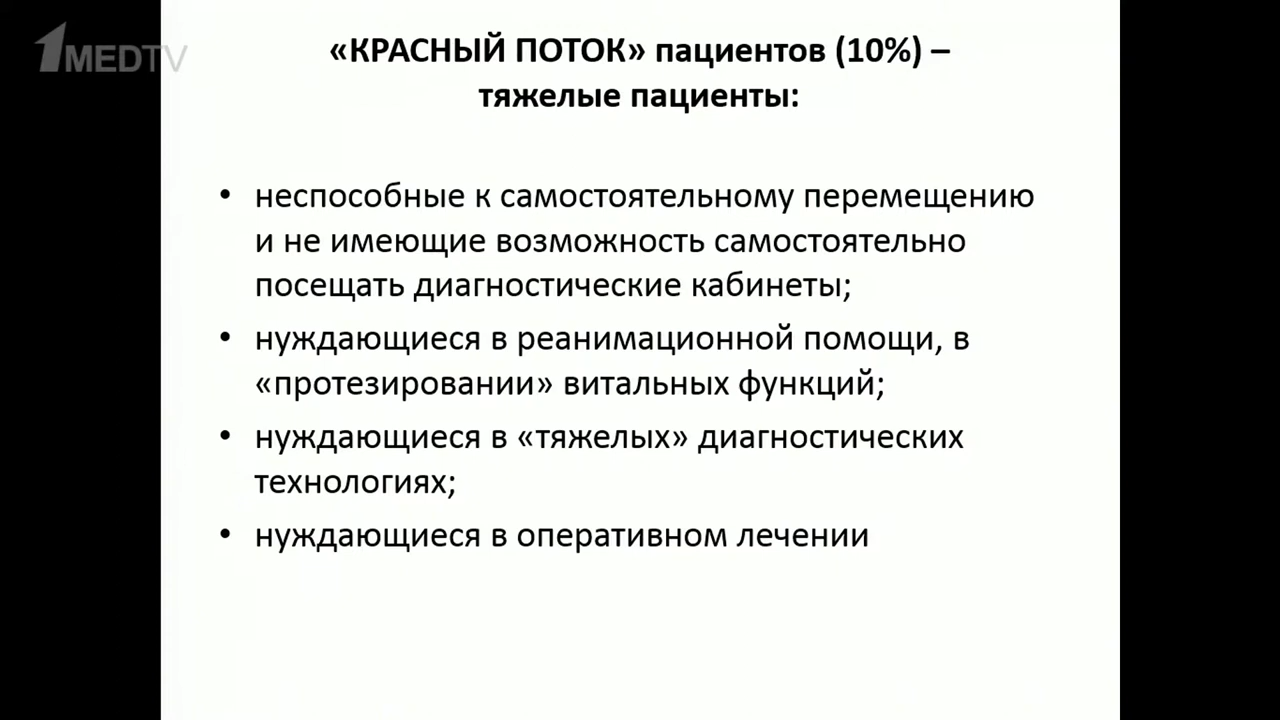 1MEDTV
«КРАСНЫЙ ПОТОК» пациентов (10%) –
тяжелые пациенты:
• неспособные к самостоятельному перемещению
и не имеющие возможность самостоятельно
посещать диагностические кабинеты;
• нуждающиеся в реанимационной помощи, в
«протезировании» витальных функций;
• нуждающиеся в «тяжелых» диагностических
технологиях;
• нуждающиеся в оперативном лечении